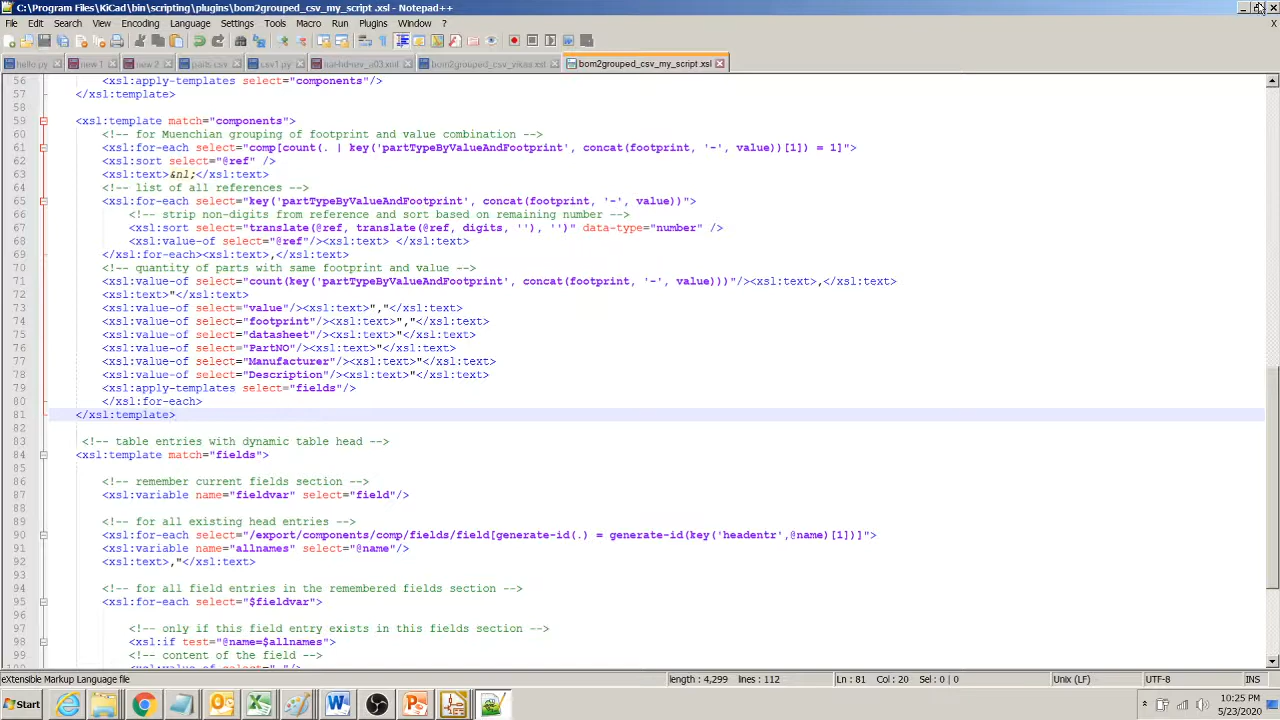 C:\Program Files\KiCad\bin\scripting\plugins\bom2grouped_csv_my_script .xsl - Notepad++
File Edit Search View Encoding Language Settings Tools Macro Run Plugins Window ?
hello.py new 1 new 2 parts.csv csv1.py bom2grouped_csv_my_script.xsl
56 <xsl:apply-templates select="components"/>
57 </xsl:template>
58
59 <xsl:template match="components">
60 <!-- for Muenchian grouping of footprint and value combination -->
61 <xsl:for-each select="comp[count(. | key('partTypeByValueAndFootprint', concat(footprint, '-', value))[1]) = 1]">
62 <xsl:sort select="@ref" />
63 <xsl:text>&nl;</xsl:text>
64 <!-- list of all references -->
65 <xsl:for-each select="key('partTypeByValueAndFootprint', concat(footprint, '-', value))">
66 <!-- strip non-digits from reference and sort based on remaining number -->
67 <xsl:sort select="translate(@ref, translate(@ref, digits, ''), '')" data-type="number" />
68 <xsl:value-of select="@ref"/><xsl:text> </xsl:text>
69 </xsl:for-each><xsl:text>,</xsl:text>
70 <!-- quantity of parts with same footprint and value -->
71 <xsl:value-of select="count(key('partTypeByValueAndFootprint', concat(footprint, '-', value)))"/><xsl:text>,</xsl:text>
72 <xsl:text>"</xsl:text>
73 <xsl:value-of select="value"/><xsl:text>","</xsl:text>
74 <xsl:value-of select="footprint"/><xsl:text>","</xsl:text>
75 <xsl:value-of select="datasheet"/><xsl:text>"</xsl:text>
76 <xsl:value-of select="PartNO"/><xsl:text>"</xsl:text>
77 <xsl:value-of select="Manufacturer"/><xsl:text>"</xsl:text>
78 <xsl:value-of select="Description"/><xsl:text>"</xsl:text>
79 <xsl:apply-templates select="fields"/>
80 </xsl:for-each>
81 </xsl:template>
82
83 <!-- table entries with dynamic table head -->
84 <xsl:template match="fields">
85
86 <!-- remember current fields section -->
87 <xsl:variable name="fieldvar" select="field"/>
88
89 <!-- for all existing head entries -->
90 <xsl:for-each select="/export/components/comp/fields/field[generate-id(.) = generate-id(key('headentr',@name)[1])]">
91 <xsl:variable name="allnames" select="@name"/>
92 <xsl:text>,"</xsl:text>
93
94 <!-- for all field entries in the remembered fields section -->
95 <xsl:for-each select="$fieldvar">
96
97 <!-- only if this field entry exists in this fields section -->
98 <xsl:if test="@name=$allnames">
99 <!-- content of the field -->
100 <xsl:value-of select="."/>
eXtensible Markup Language file length : 4,299 lines : 112 Ln : 81 Col : 20 Sel : 0 | 0 Unix (LF) UTF-8 INS
Start
10:25 PM
5/23/2020